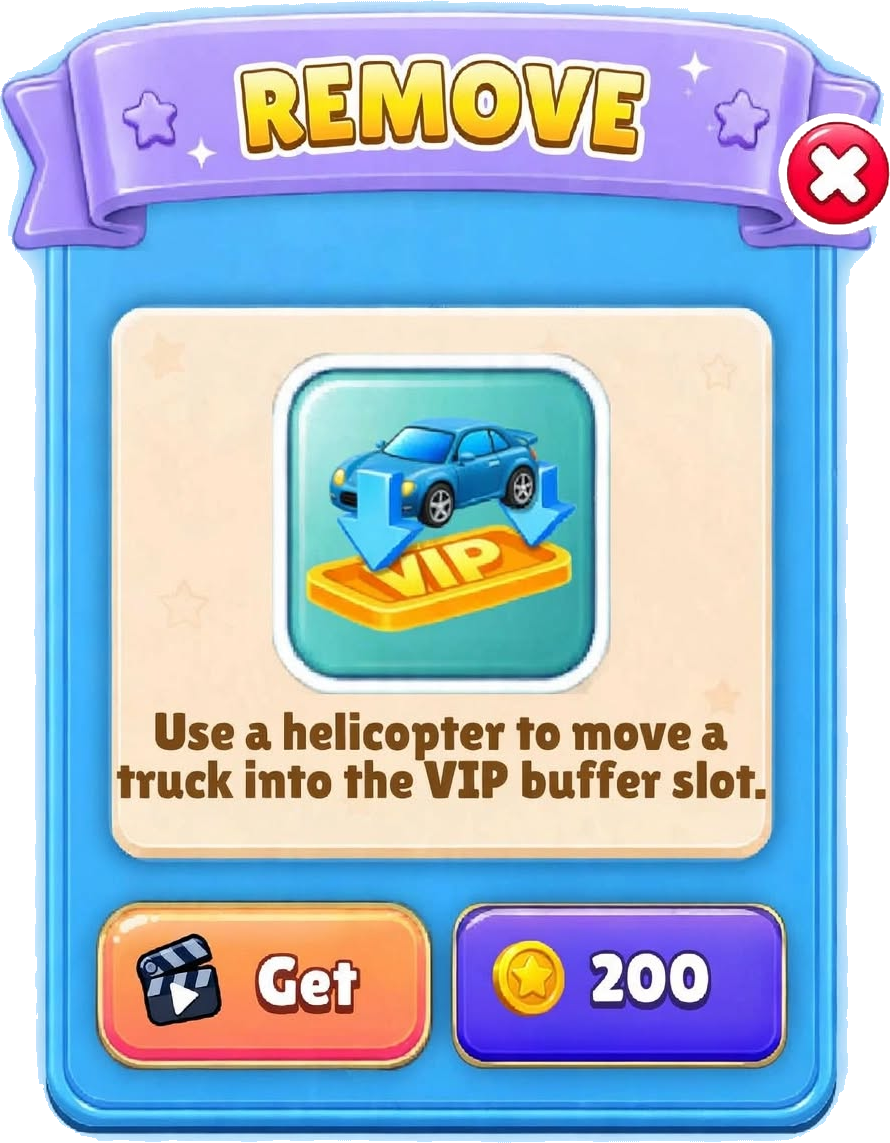 REMOVE
VIP
Use a helicopter to move a
truck into the VIP buffer slot.
Get
200